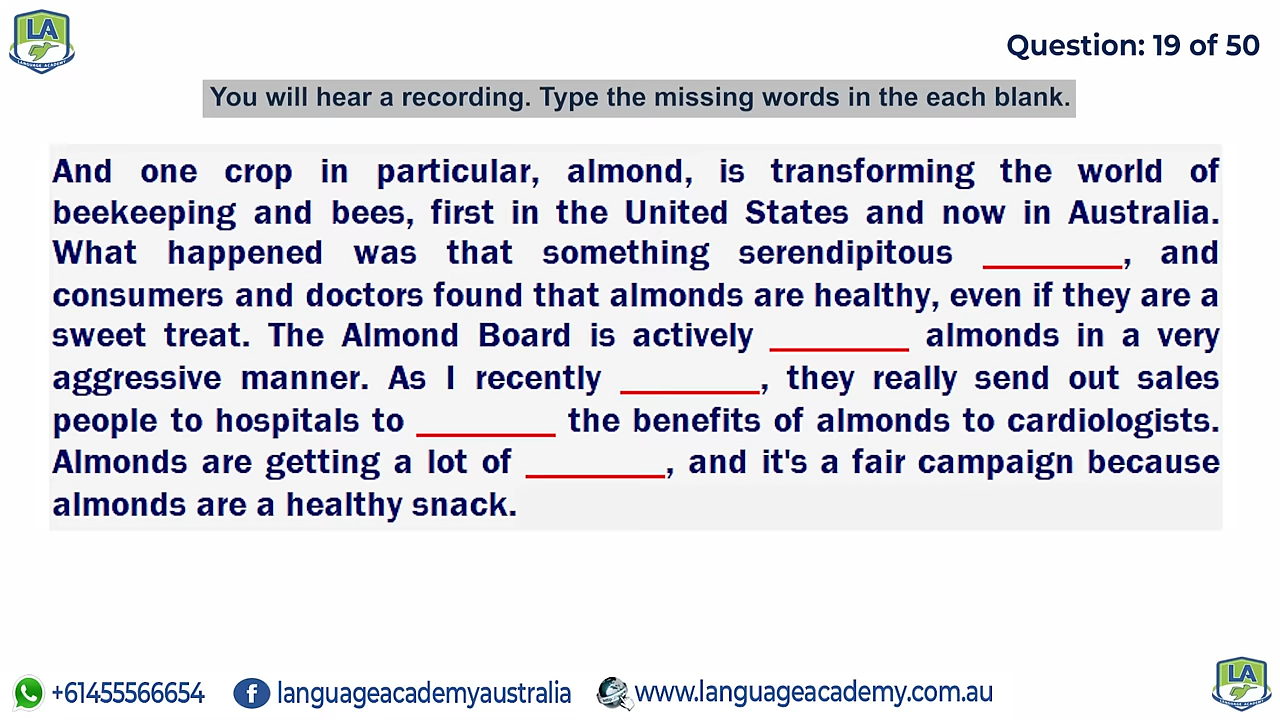 LA
LANGUAGE ACADEMY
Question: 19 of 50
You will hear a recording. Type the missing words in the each blank.
And one crop in particular, almond, is transforming the world of
beekeeping and bees, first in the United States and now in Australia.
What happened was that something serendipitous ________, and
consumers and doctors found that almonds are healthy, even if they are a
sweet treat. The Almond Board is actively ________ almonds in a very
aggressive manner. As I recently ________, they really send out sales
people to hospitals to ________ the benefits of almonds to cardiologists.
Almonds are getting a lot of ________, and it's a fair campaign because
almonds are a healthy snack.
+61455566654 f languageacademyaustralia www.languageacademy.com.au
LA